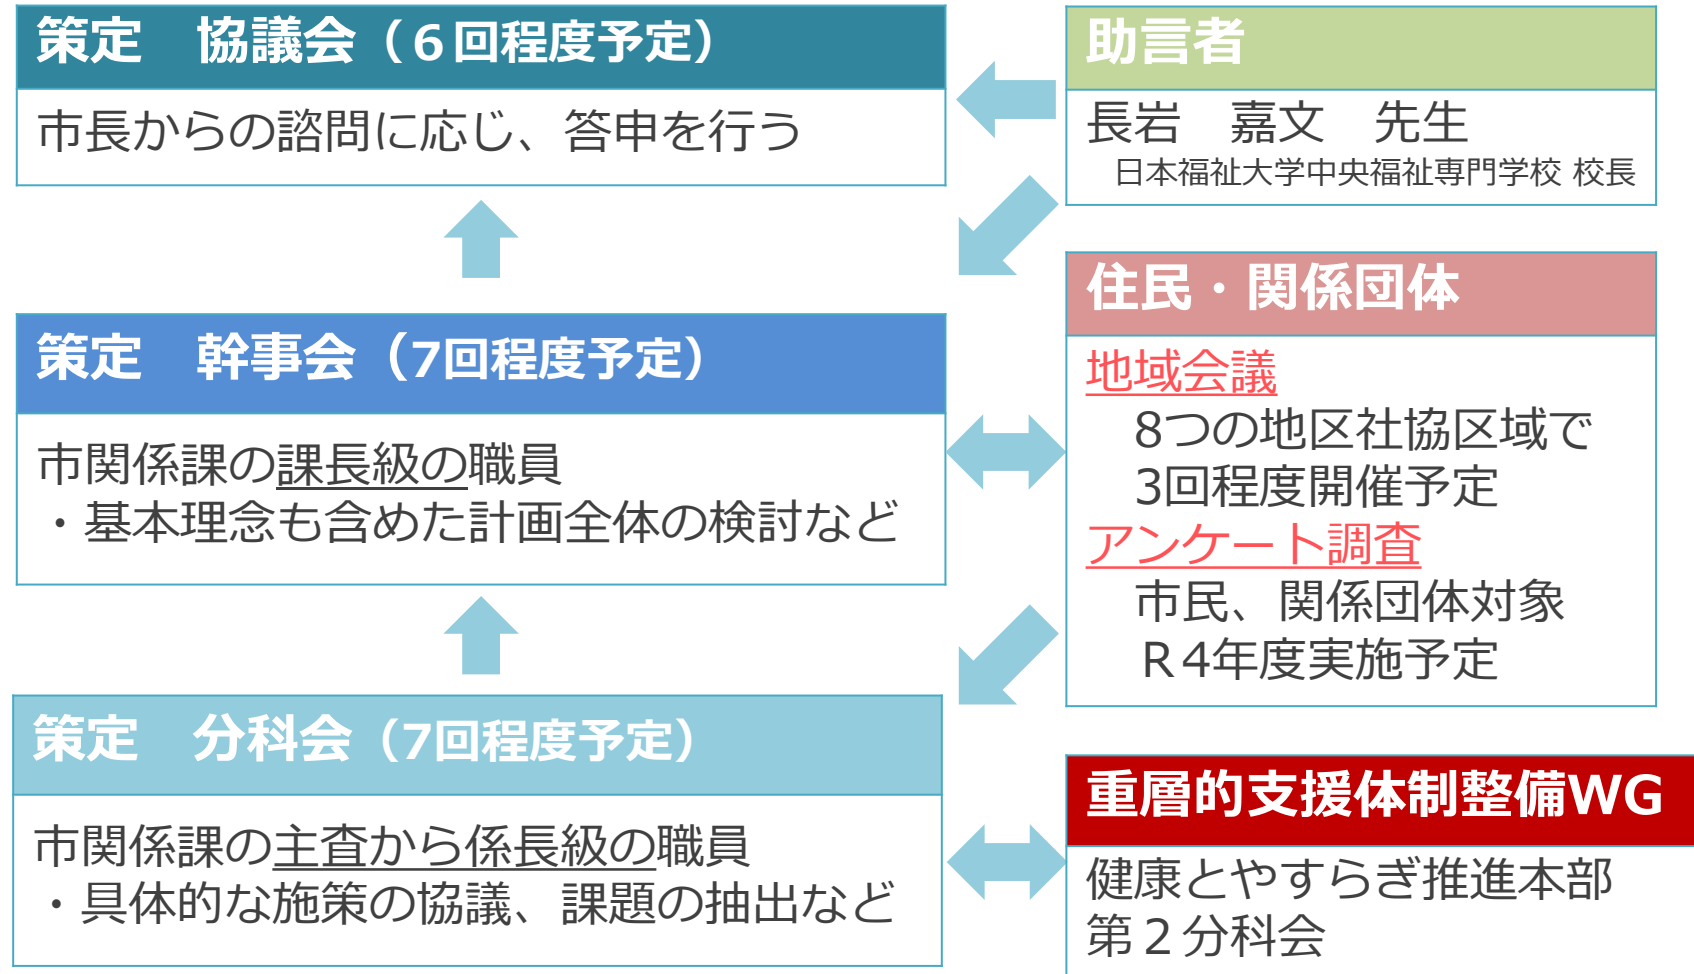 策定　協議会（６回程度予定）
市長からの諮問に応じ、答申を行う
助言者
長岩　嘉文　先生
日本福祉大学中央福祉専門学校 校長
策定　幹事会（7回程度予定）
市関係課の課長級の職員
・基本理念も含めた計画全体の検討など
住民・関係団体
地域会議
8つの地区社協区域で
3回程度開催予定
アンケート調査
市民、関係団体対象
Ｒ4年度実施予定
策定　分科会（7回程度予定）
市関係課の主査から係長級の職員
・具体的な施策の協議、課題の抽出など
重層的支援体制整備WG
健康とやすらぎ推進本部
第２分科会